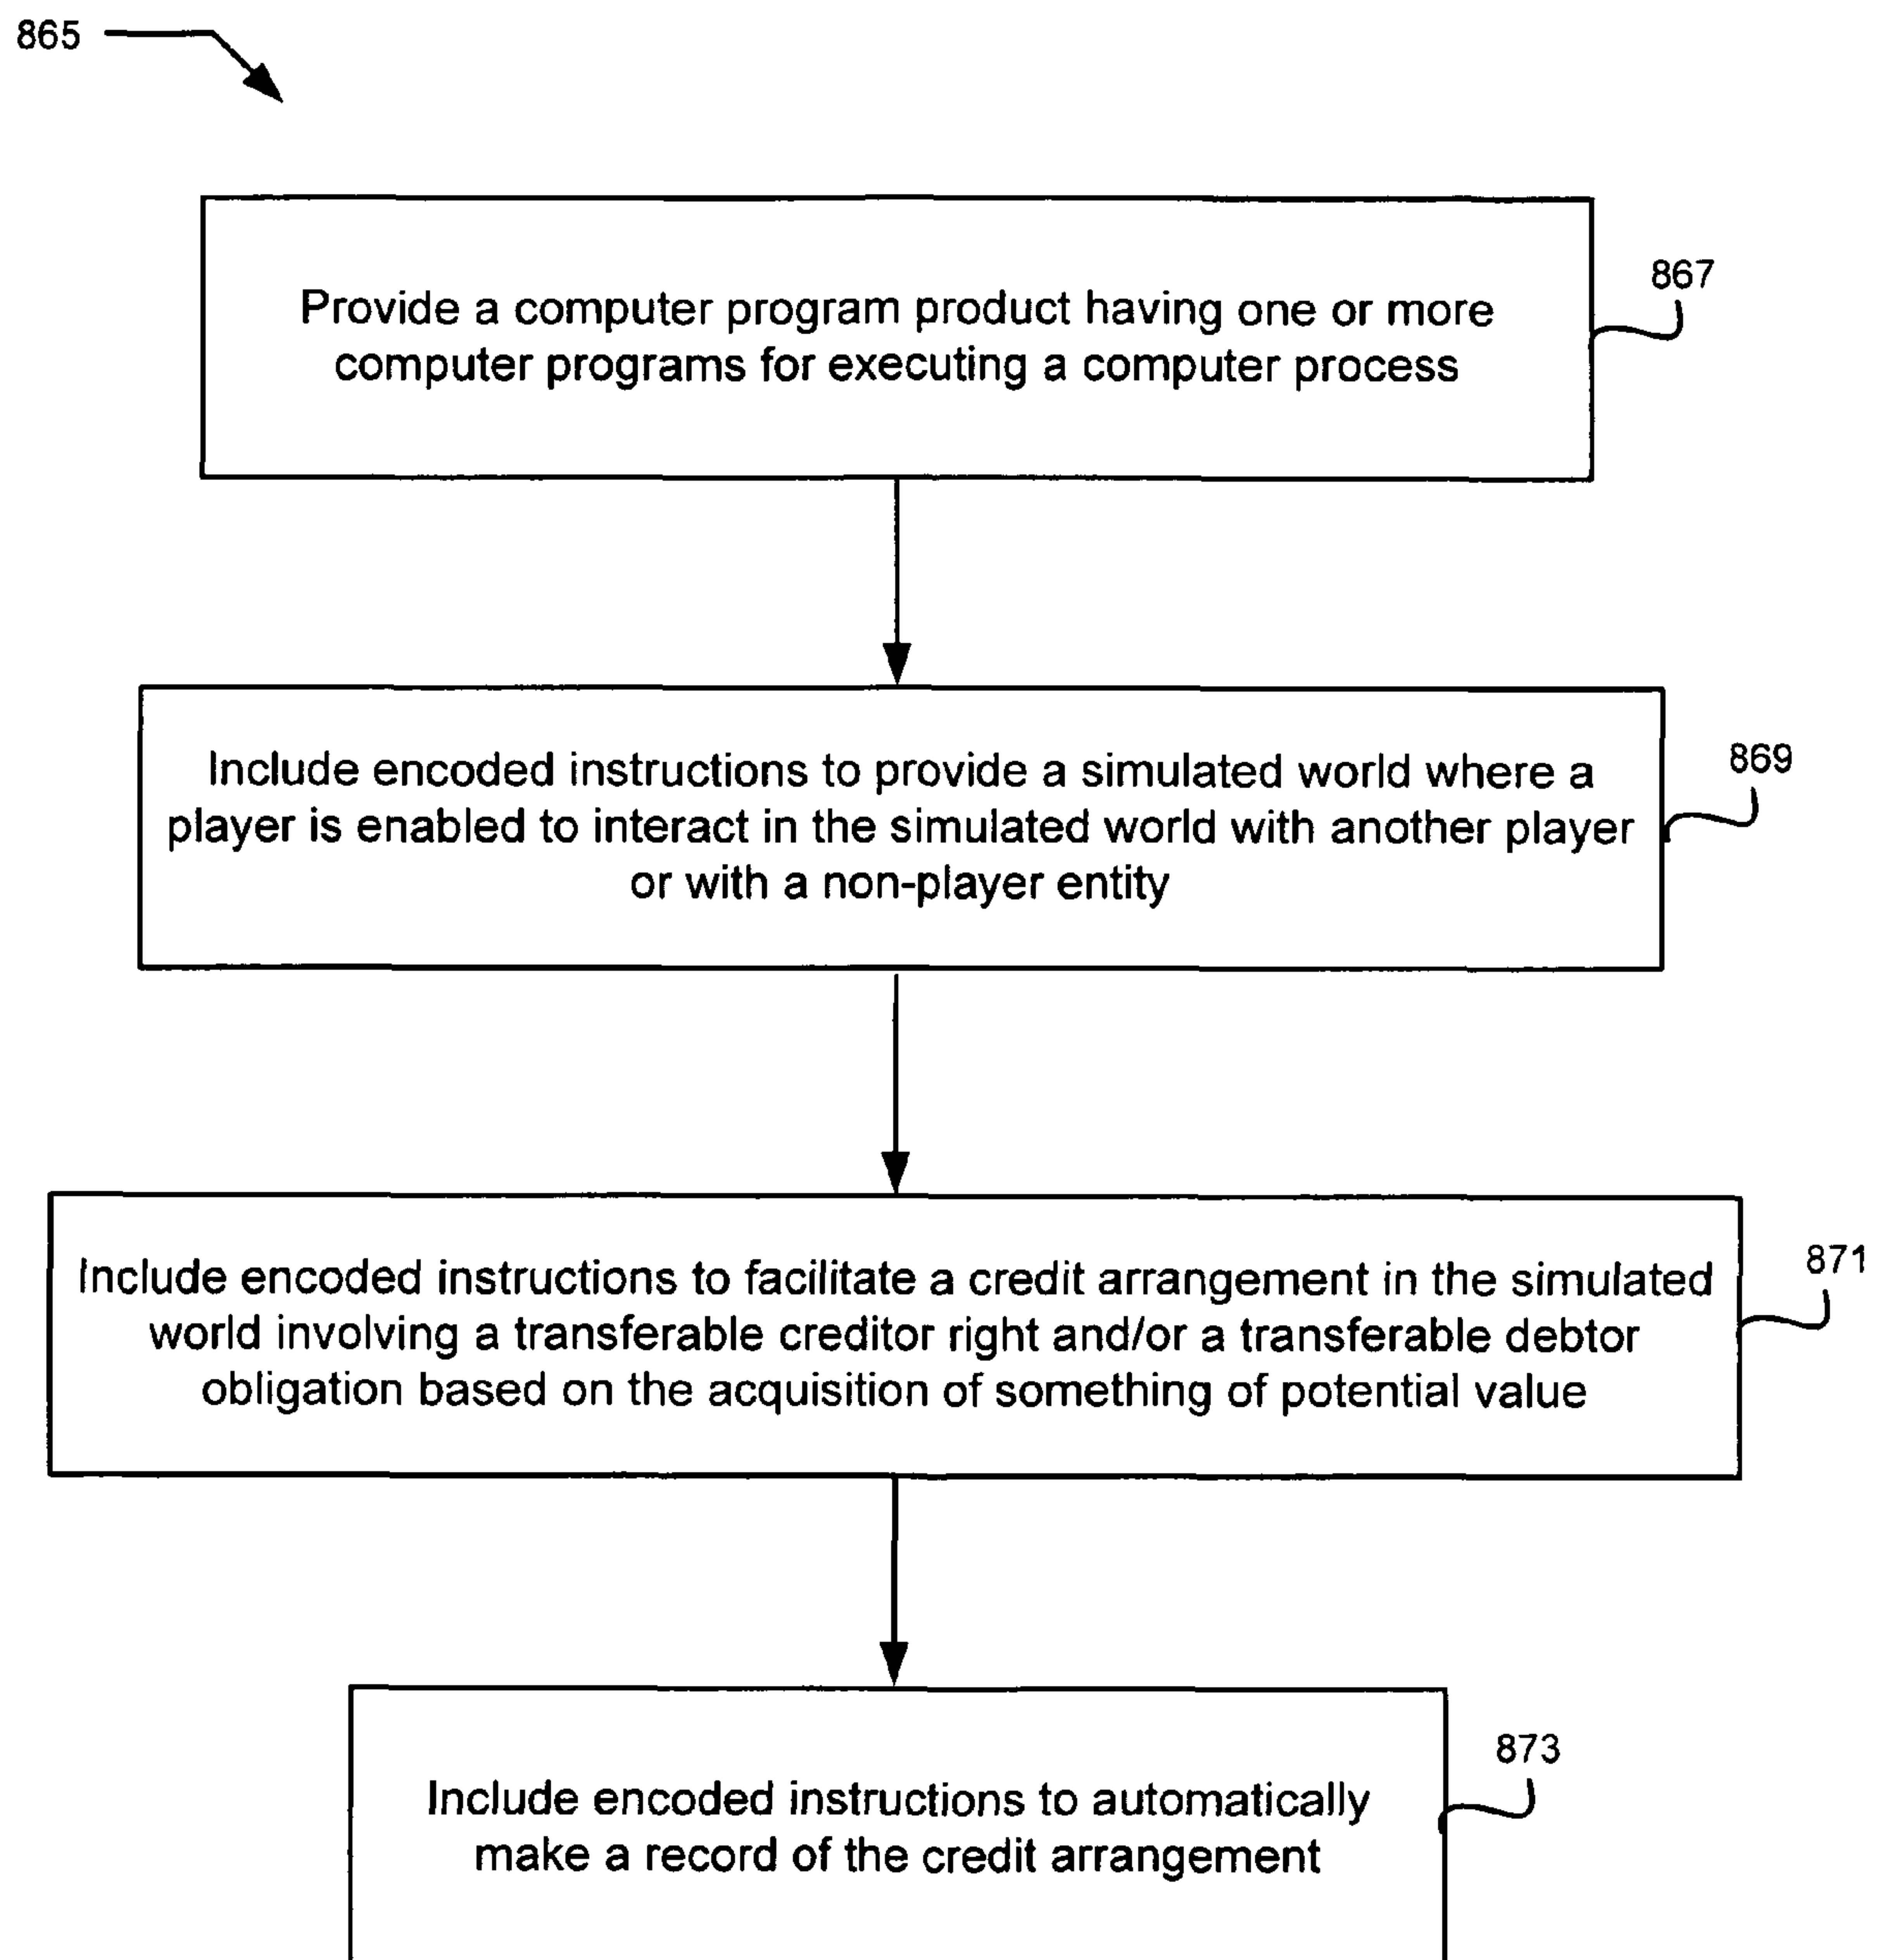 865
Provide a computer program product having one or more
computer programs for executing a computer process
867
Include encoded instructions to provide a simulated world where a
player is enabled to interact in the simulated world with another player
or with a non-player entity
869
Include encoded instructions to facilitate a credit arrangement in the simulated
world involving a transferable creditor right and/or a transferable debtor
obligation based on the acquisition of something of potential value
871
Include encoded instructions to automatically
make a record of the credit arrangement
873